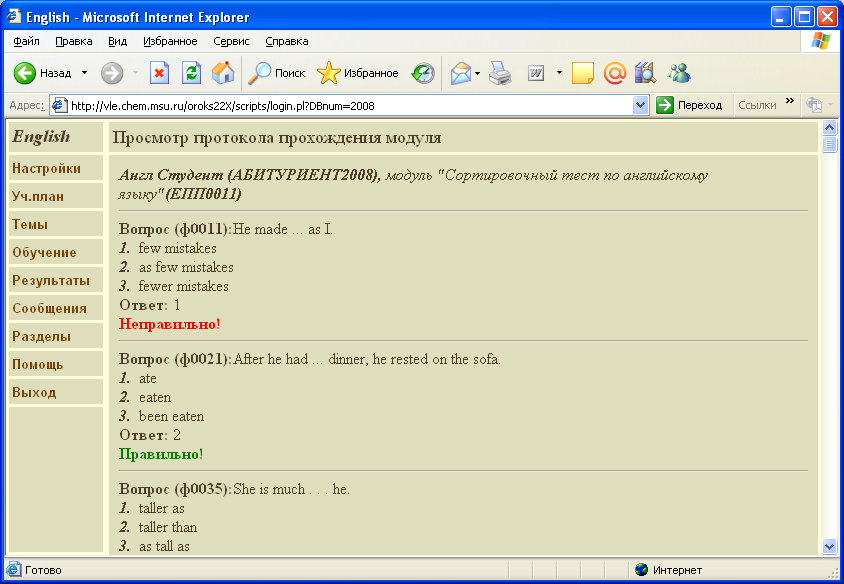 English - Microsoft Internet Explorer
Файл Правка Вид Избранное Сервис Справка
Назад Поиск Избранное
Адрес: http://vle.chem.msu.ru/oroks22X/scripts/login.pl?DBnum=2008 Переход Ссылки »
English
Просмотр протокола прохождения модуля
Настройки
Уч.план
Темы
Обучение
Результаты
Сообщения
Разделы
Помощь
Выход
Англ Студент (АБИТУРИЕНТ2008), модуль "Сортировочный тест по английскому
языку"(ЕПП0011)
Вопрос (ф0011):He made ... as I.
1. few mistakes
2. as few mistakes
3. fewer mistakes
Ответ: 1
Неправильно!
Вопрос (ф0021):After he had ... dinner, he rested on the sofa.
1. ate
2. eaten
3. been eaten
Ответ: 2
Правильно!
Вопрос (ф0035):She is much . . . he.
1. taller as
2. taller than
3. as tall as
Готово
Интернет